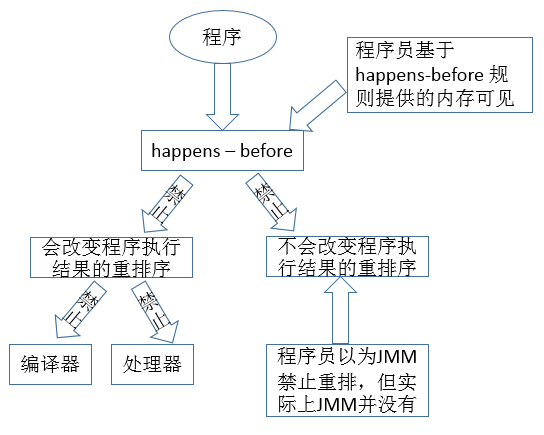 程序
程序员基于
happens-before 规
则提供的内存可见
happens – before
禁止
禁止
会改变程序执行
结果的重排序
不会改变程序执
行结果的重排序
禁止
禁止
编译器
处理器
程序员以为JMM
禁止重排，但实
际上JMM并没有